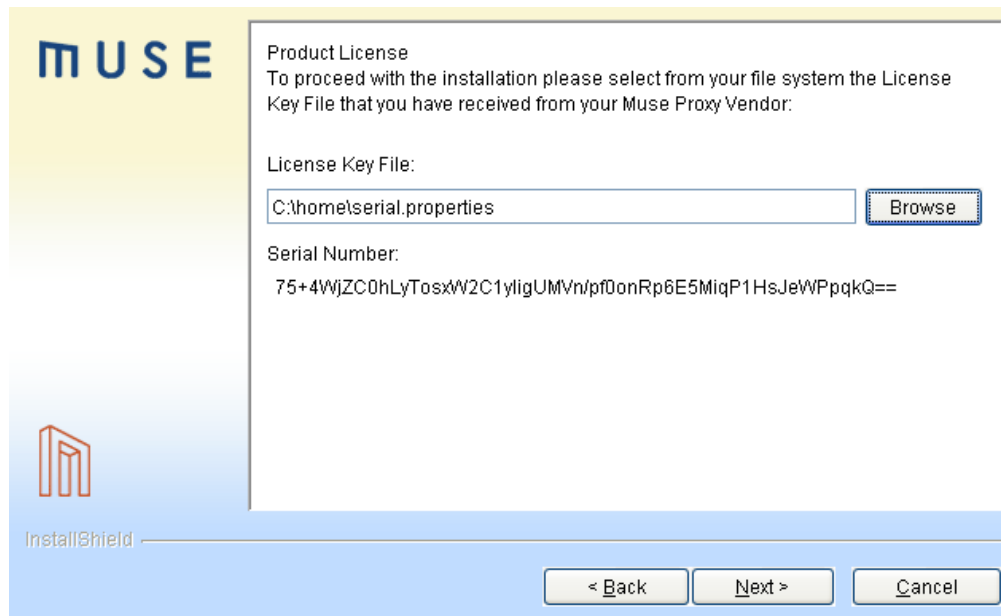 MUSE
Product License
To proceed with the installation please select from your file system the License
Key File that you have received from your Muse Proxy Vendor:
License Key File:
C:\home\serial.properties
Browse
Serial Number:
75+4WjZC0hLyTosxW2C1yligUMVn/pf0onRp6E5MiqP1HsJeWPpqkQ==
InstallShield
< Back
Next >
Cancel